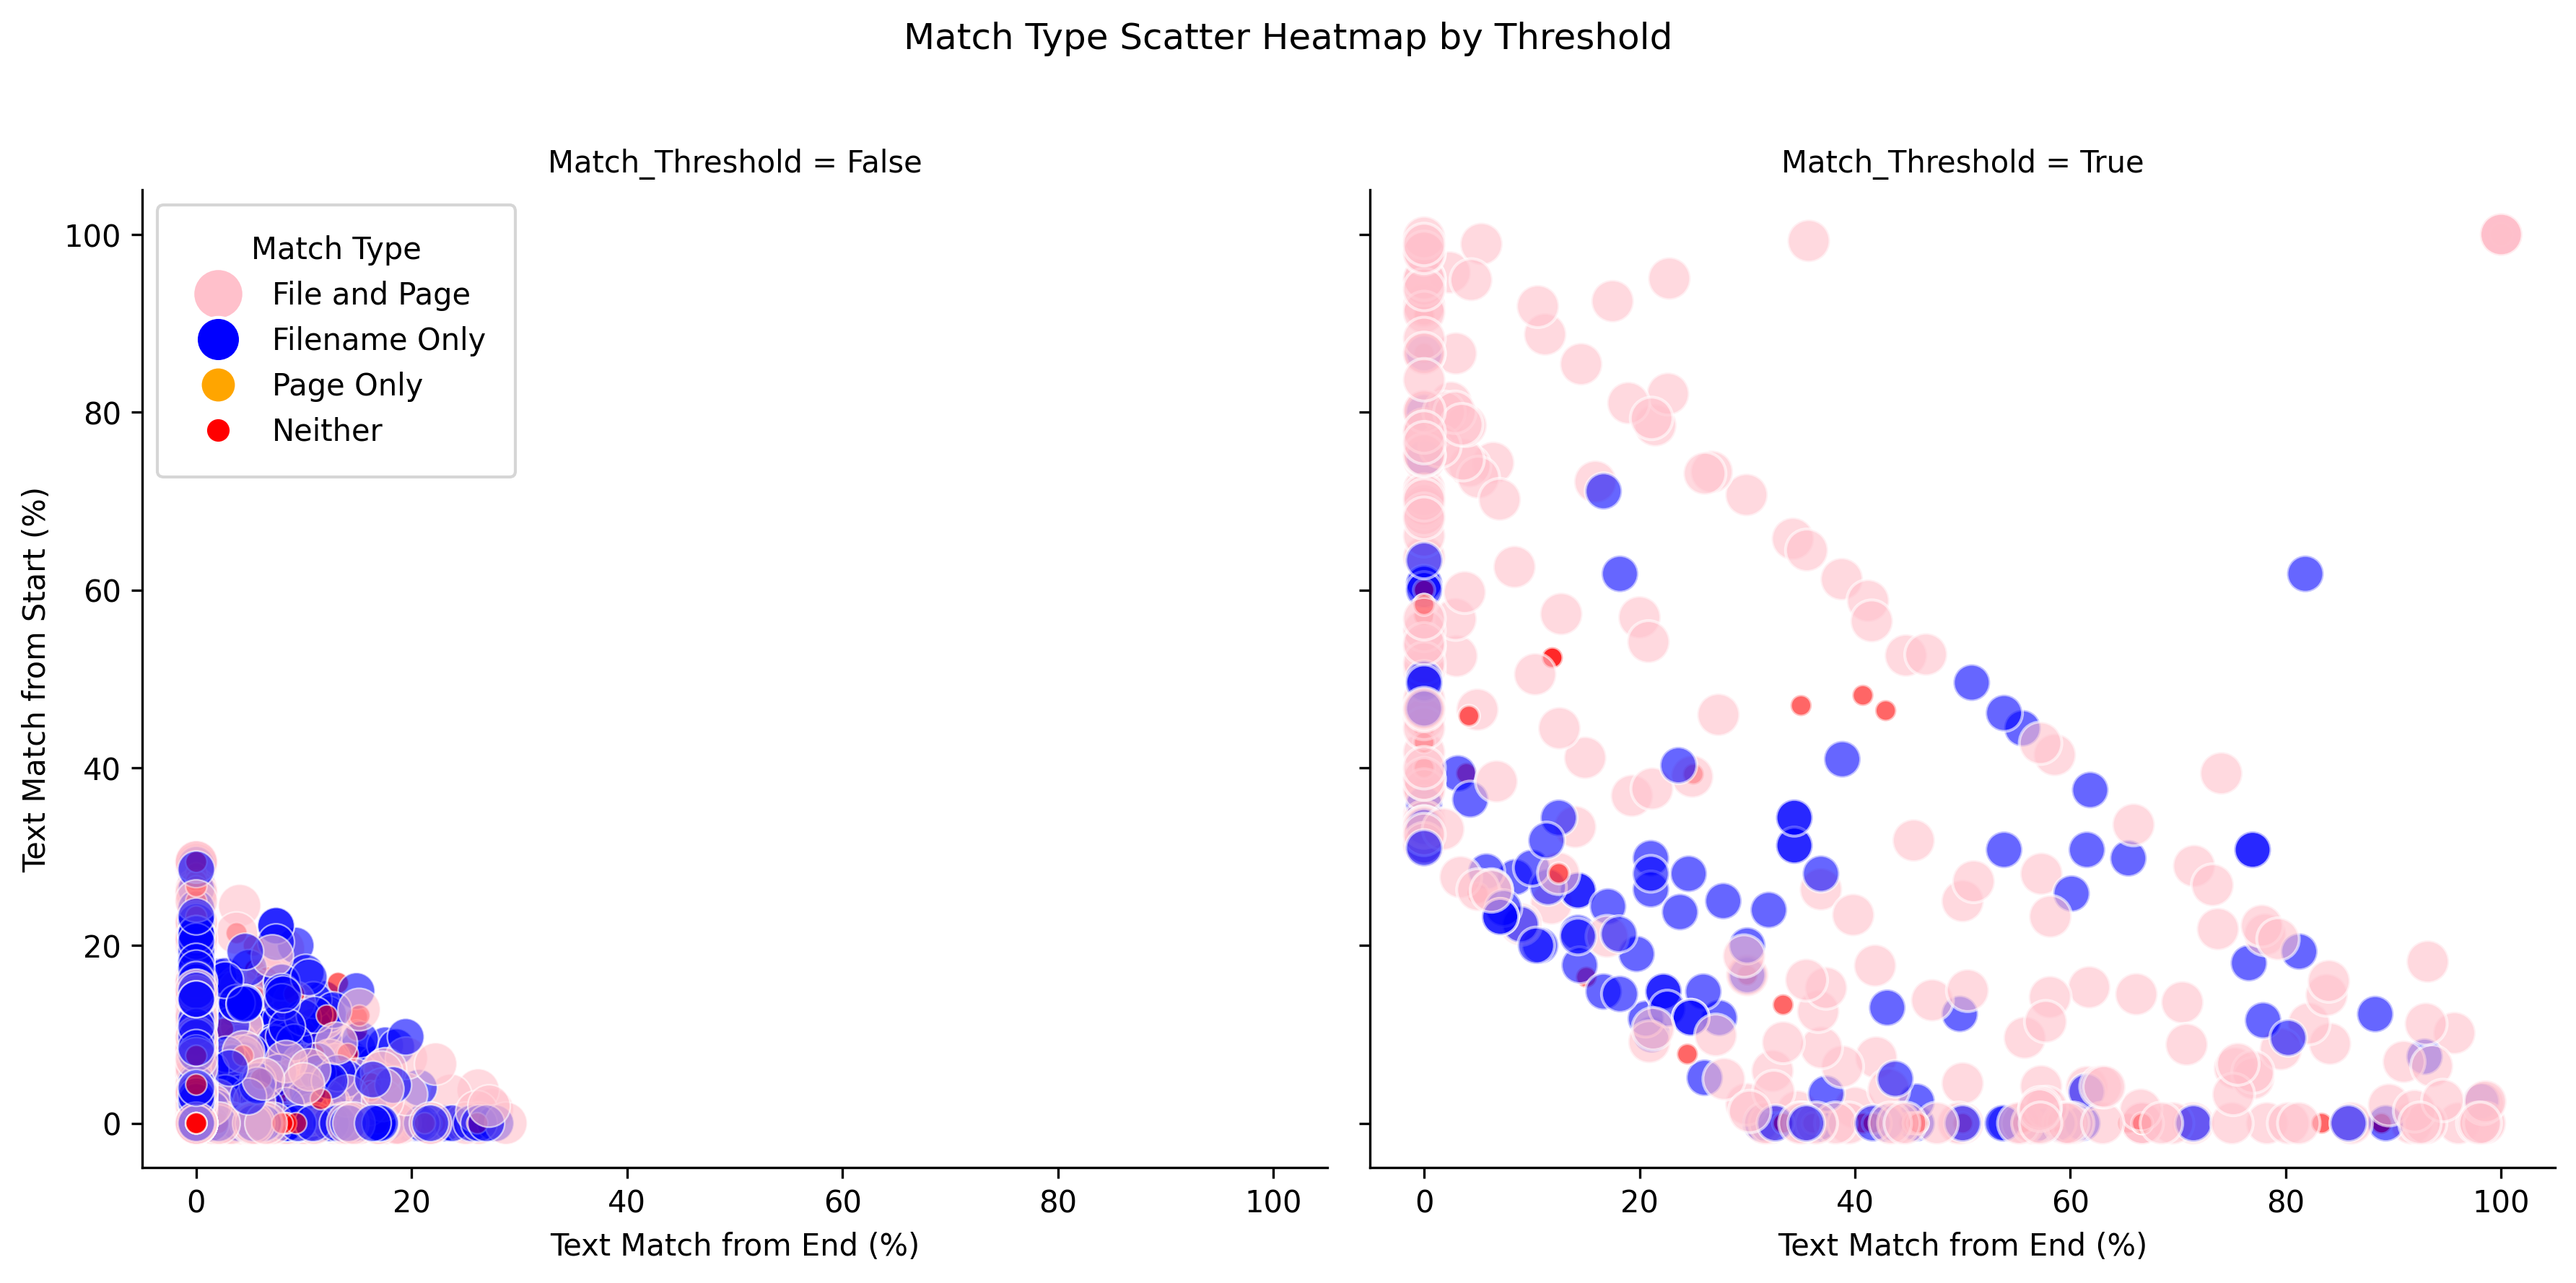 Match Type Scatter Heatmap by Threshold
Match_Threshold = False
Match_Threshold = True
Match Type
File and Page
Filename Only
Page Only
Neither
Text Match from Start (%)
100
80
60
40
20
0
0 20 40 60 80 100
0 20 40 60 80 100
Text Match from End (%)
Text Match from End (%)